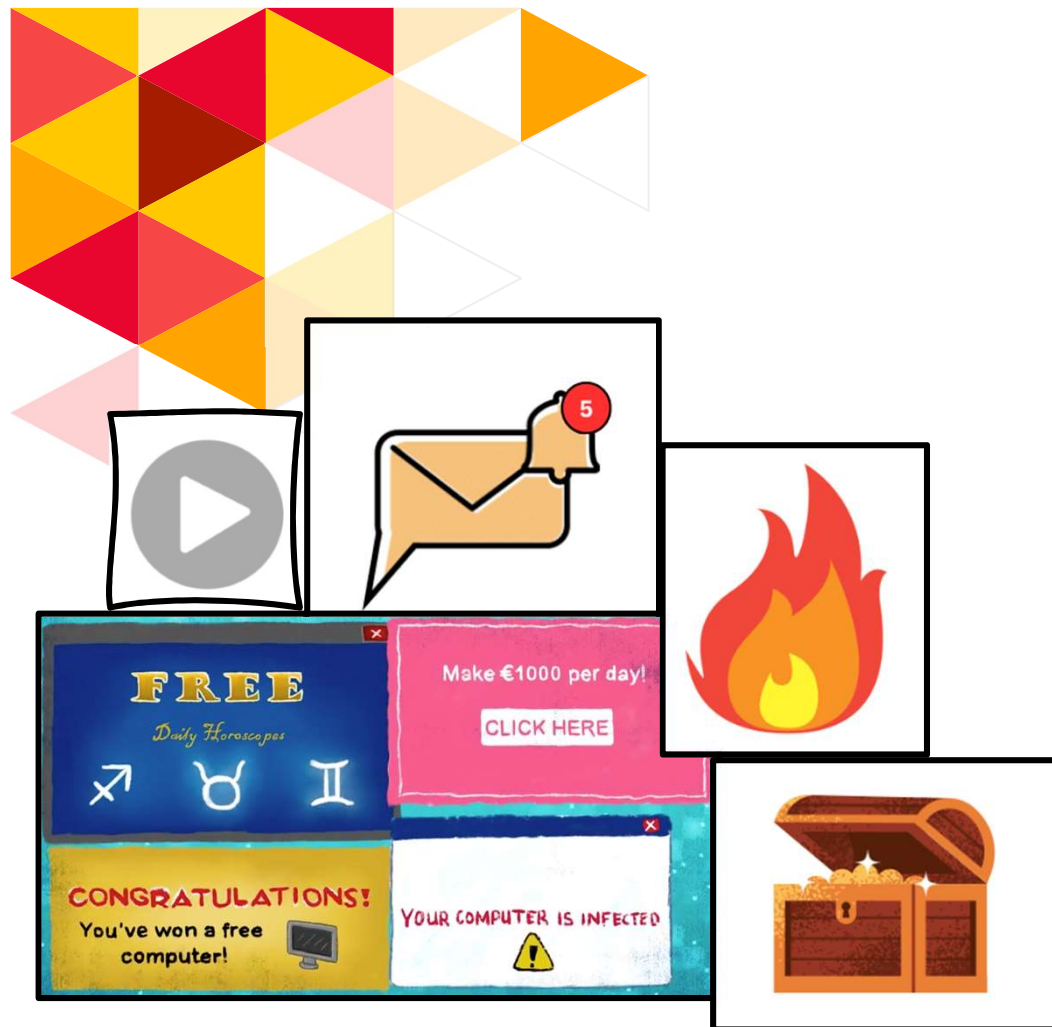 5
FREE
Daily Horoscopes
Make €1000 per day!
CLICK HERE
CONGRATULATIONS!
You've won a free
computer!
YOUR COMPUTER IS INFECTED